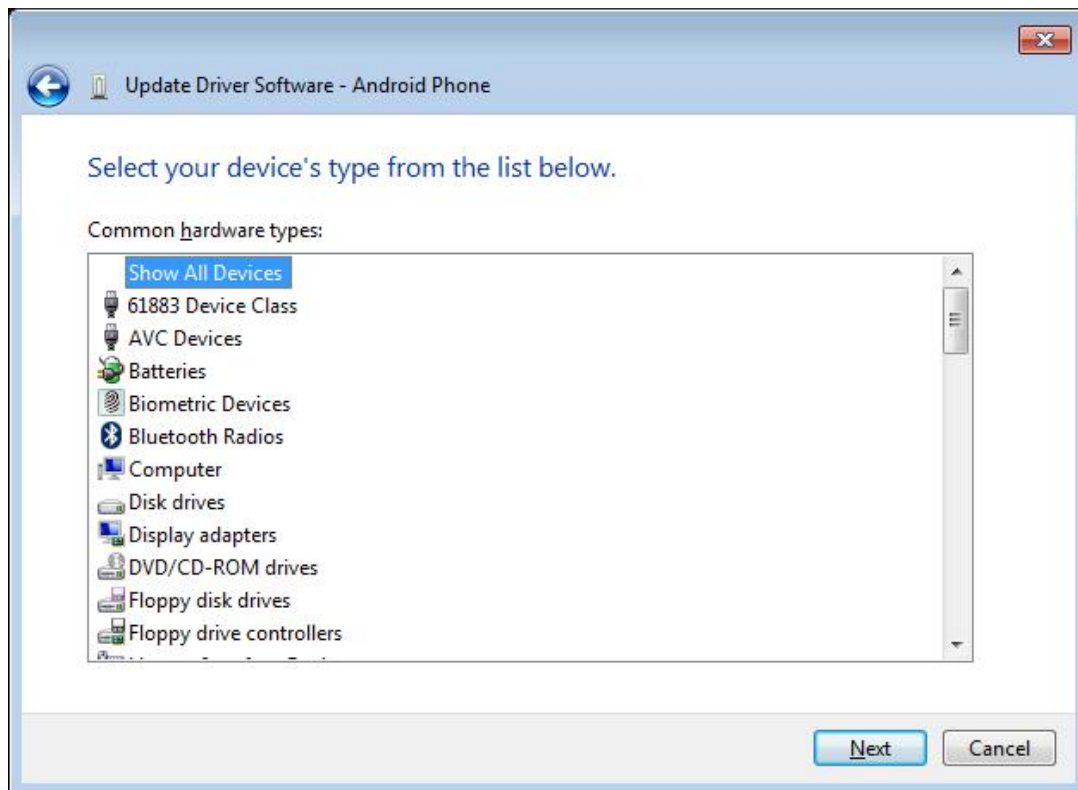 Update Driver Software - Android Phone
Select your device's type from the list below.
Common hardware types:
Show All Devices
61883 Device Class
AVC Devices
Batteries
Biometric Devices
Bluetooth Radios
Computer
Disk drives
Display adapters
DVD/CD-ROM drives
Floppy disk drives
Floppy drive controllers
Next Cancel